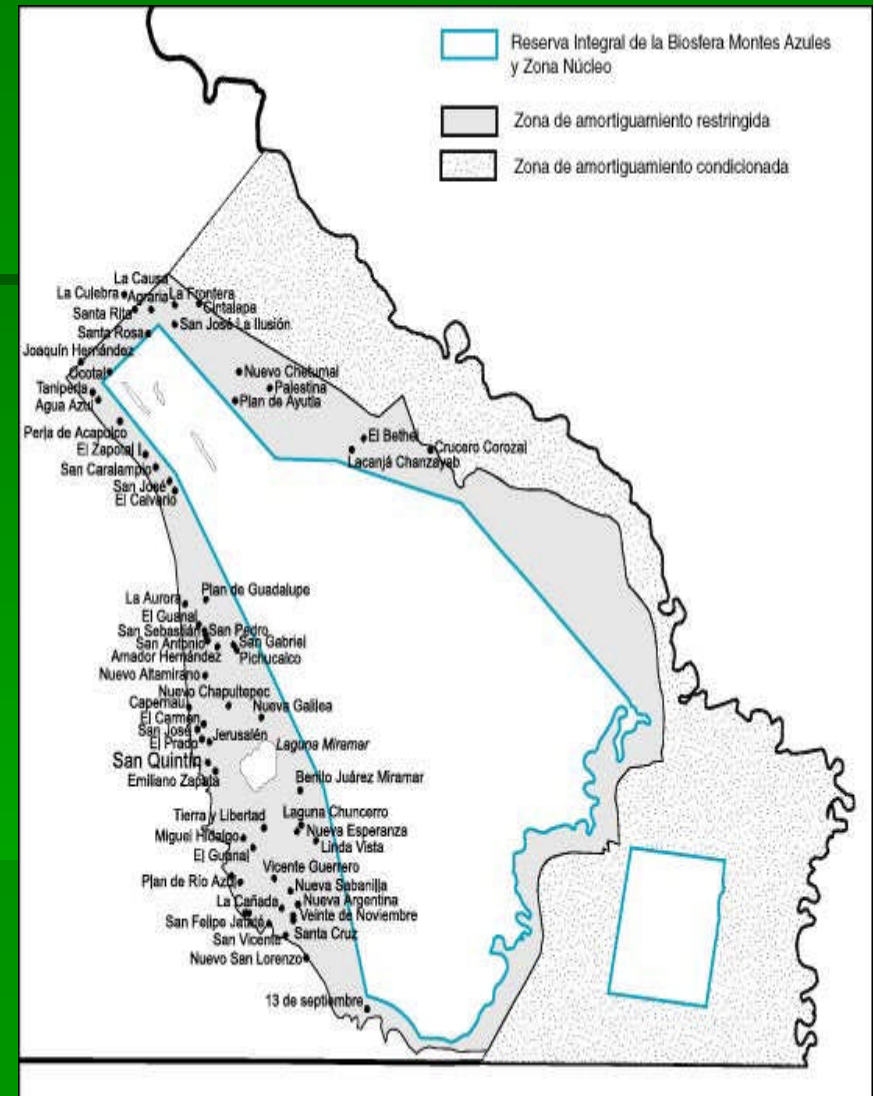 Reserva Integral de la Biosfera Montes Azules
y Zona Núcleo
Zona de amortiguamiento restringida
Zona de amortiguamiento condicionada
La Causa
Agraria
La Culebra
La Frontera
Cintalapa
Santa Rita
San José La Ilusión
Santa Rosa
Joaquín Hernández
Ocotal
Nuevo Chetumal
Taniperla
Palestina
Agua Azul
Plan de Ayutla
Perla de Acapulco
El Bethel
El Zapotal I
Crucero Corozal
Lacanjá Chanzayab
San Caralampio
San José
El Calvario
Plan de Guadalupe
La Aurora
El Guanal
San Sebastián
San Pedro
San Antonio
San Gabriel
Amador Hernández
Pichucalco
Nuevo Altamirano
Nuevo Chapultepec
Capernau
Nueva Galilea
El Carmen
San José
Jerusalén
El Prado
Laguna Miramar
San Quintín
Emiliano Zapata
Benito Juárez Miramar
Tierra y Libertad
Laguna Chuncerro
Nueva Esperanza
Miguel Hidalgo
Linda Vista
El Guanal
Vicente Guerrero
Plan de Río Azul
Nueva Sabanilla
La Cañada
Nueva Argentina
Veinte de Noviembre
San Felipe Jataté
Santa Cruz
San Vicente
Nuevo San Lorenzo
13 de septiembre